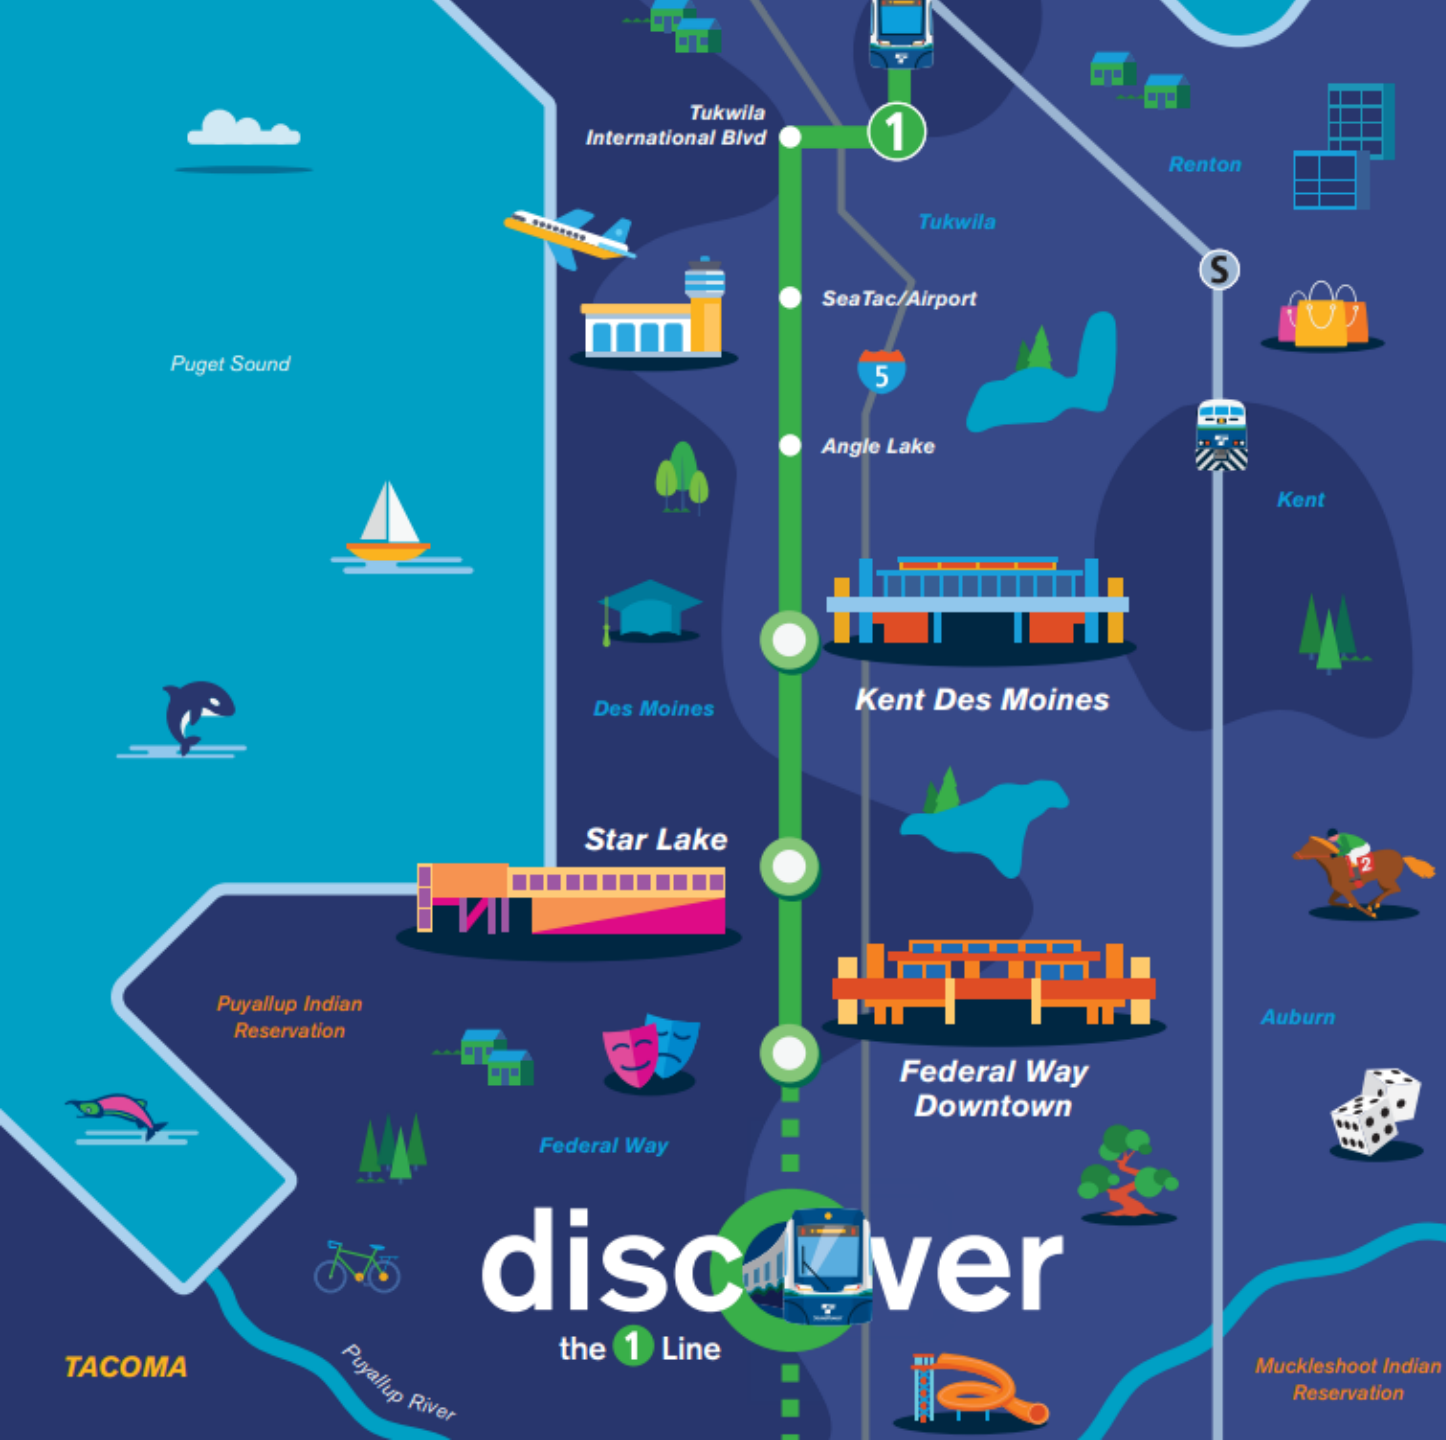 Tukwila
International Blvd
1
Renton
Tukwila
S
SeaTac/Airport
Puget Sound
5
Angle Lake
Kent
Kent Des Moines
Des Moines
Star Lake
2
Puyallup Indian
Reservation
Auburn
Federal Way
Downtown
Federal Way
discover
the 1 Line
TACOMA
Puyallup River
Muckleshoot Indian
Reservation